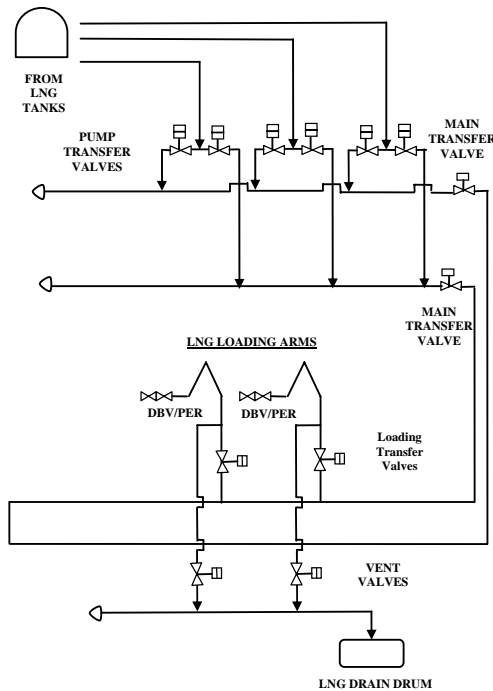 FROM
LNG
TANKS
PUMP
TRANSFER
VALVES
MAIN
TRANSFER
VALVE
MAIN
TRANSFER
VALVE
LNG LOADING ARMS
DBV/PER
DBV/PER
Loading
Transfer
Valves
VENT
VALVES
LNG DRAIN DRUM